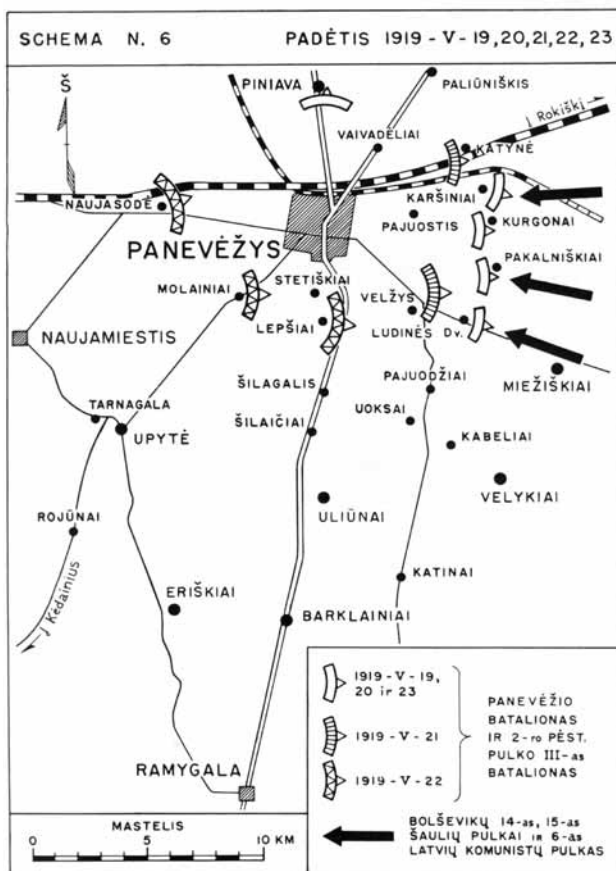 SCHEMA N. 6 PADĖTIS 1919-V-19,20,21,22,23
Š
PINIAVA
PALIŪNIŠKIS
Į Rokiškį
VAIVADĖLIAI
KATYNĖ
NAUJASODĖ
KARŠINIAI
PAJUOSTIS
KURGONAI
PANEVĖŽYS
PAKALNIŠKIAI
STETIŠKIAI
MOLAINIAI
VELŽYS
LEPŠIAI
LUDINĖS Dv.
NAUJAMIESTIS
PAJUODŽIAI
MIEŽIŠKIAI
ŠILAGALIS
TARNAGALA
UOKSAI
ŠILAIČIAI
UPYTĖ
KABELIAI
VELYKIAI
ULIŪNAI
ROJŪNAI
KATINAI
ERIŠKIAI
BARKLAINIAI
Į Kėdainius
RAMYGALA
1919-V-19,
20 ir 23
1919-V-21
1919-V-22
PANEVĖŽIO
BATALIONAS
IR 2-ro PĖST.
PULKO III-as
BATALIONAS
BOLŠEVIKŲ 14-as, 15-as
ŠAULIŲ PULKAI IR 6-as
LATVIŲ KOMUNISTŲ PULKAS
MASTELIS
0 5 10 KM